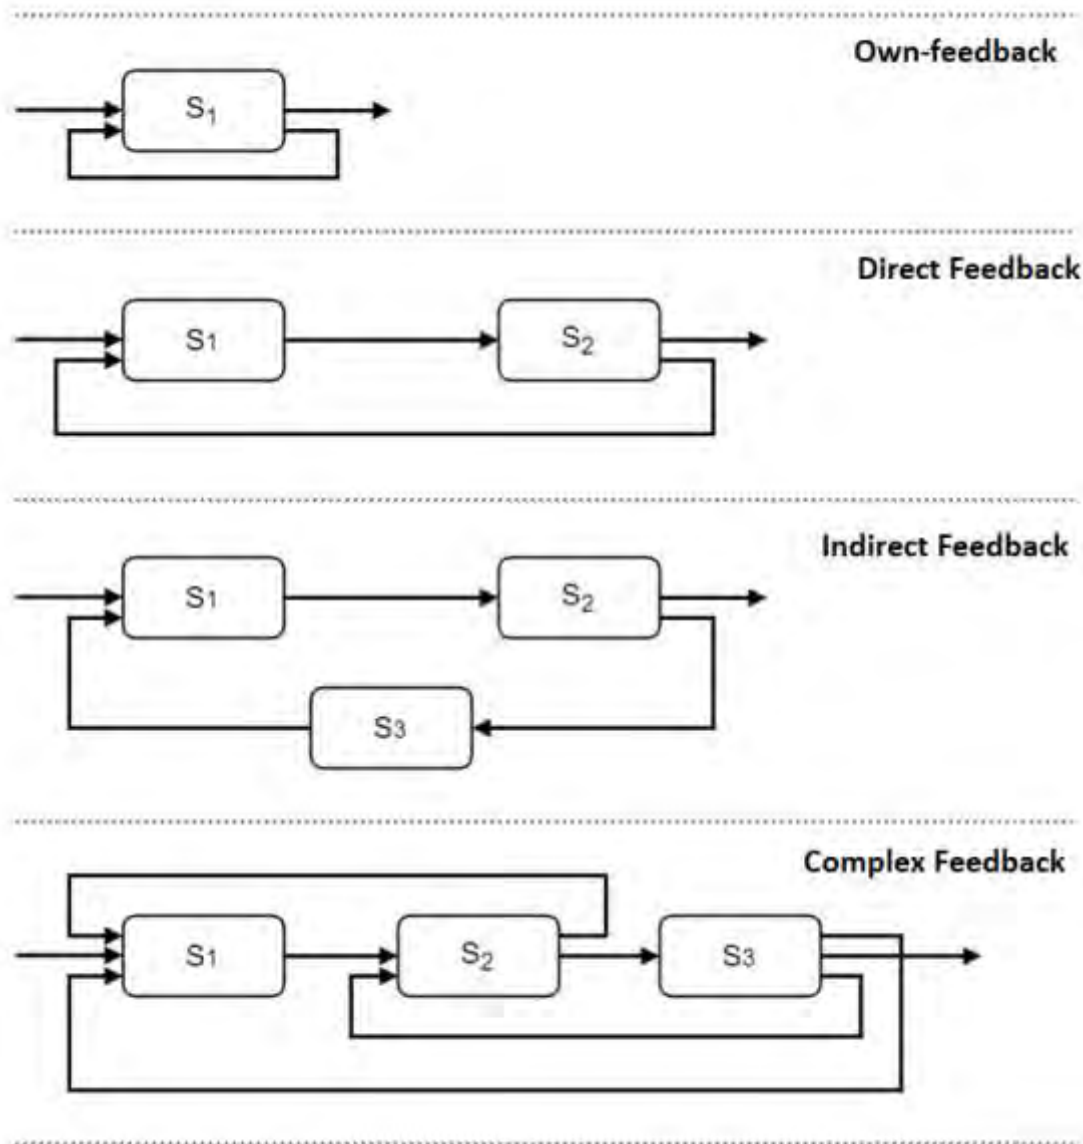 Own-feedback
S1
Direct Feedback
S1
S2
Indirect Feedback
S1
S2
S3
Complex Feedback
S1
S2
S3